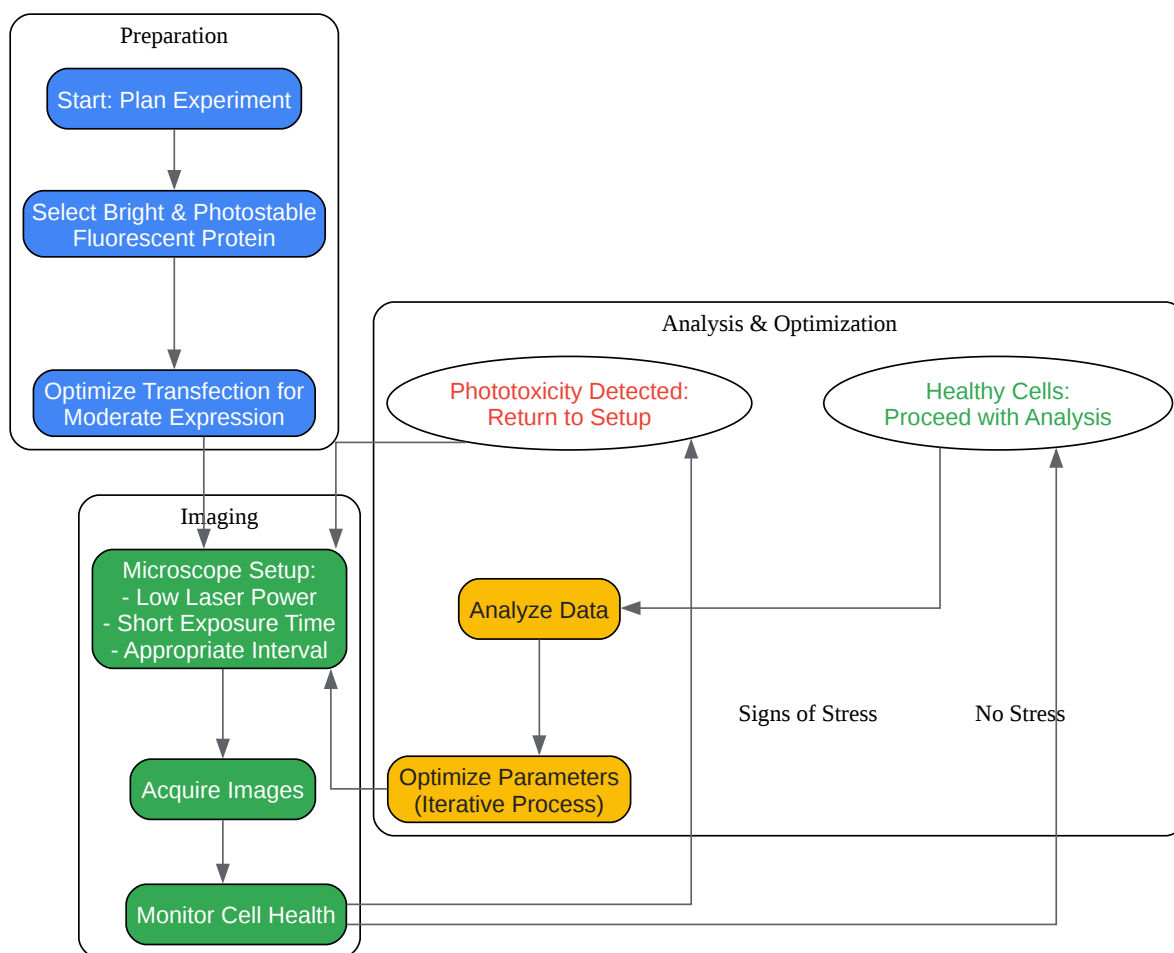 Preparation
Start: Plan Experiment
Select Bright & Photostable
Fluorescent Protein
Optimize Transfection for
Moderate Expression
Analysis & Optimization
Phototoxicity Detected:
Return to Setup
Healthy Cells:
Proceed with Analysis
Imaging
Microscope Setup:
- Low Laser Power
- Short Exposure Time
- Appropriate Interval
Analyze Data
Signs of Stress
No Stress
Optimize Parameters
(Iterative Process)
Acquire Images
Monitor Cell Health